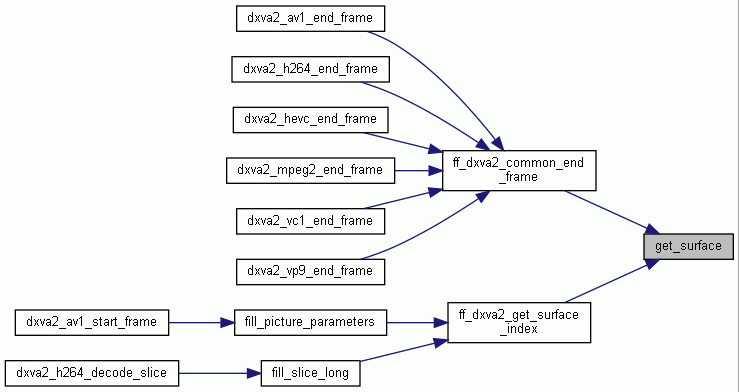 dxva2_av1_end_frame
dxva2_h264_end_frame
dxva2_hevc_end_frame
dxva2_mpeg2_end_frame
dxva2_vc1_end_frame
dxva2_vp9_end_frame
ff_dxva2_common_end
_frame
get_surface
ff_dxva2_get_surface
_index
fill_picture_parameters
dxva2_av1_start_frame
fill_slice_long
dxva2_h264_decode_slice